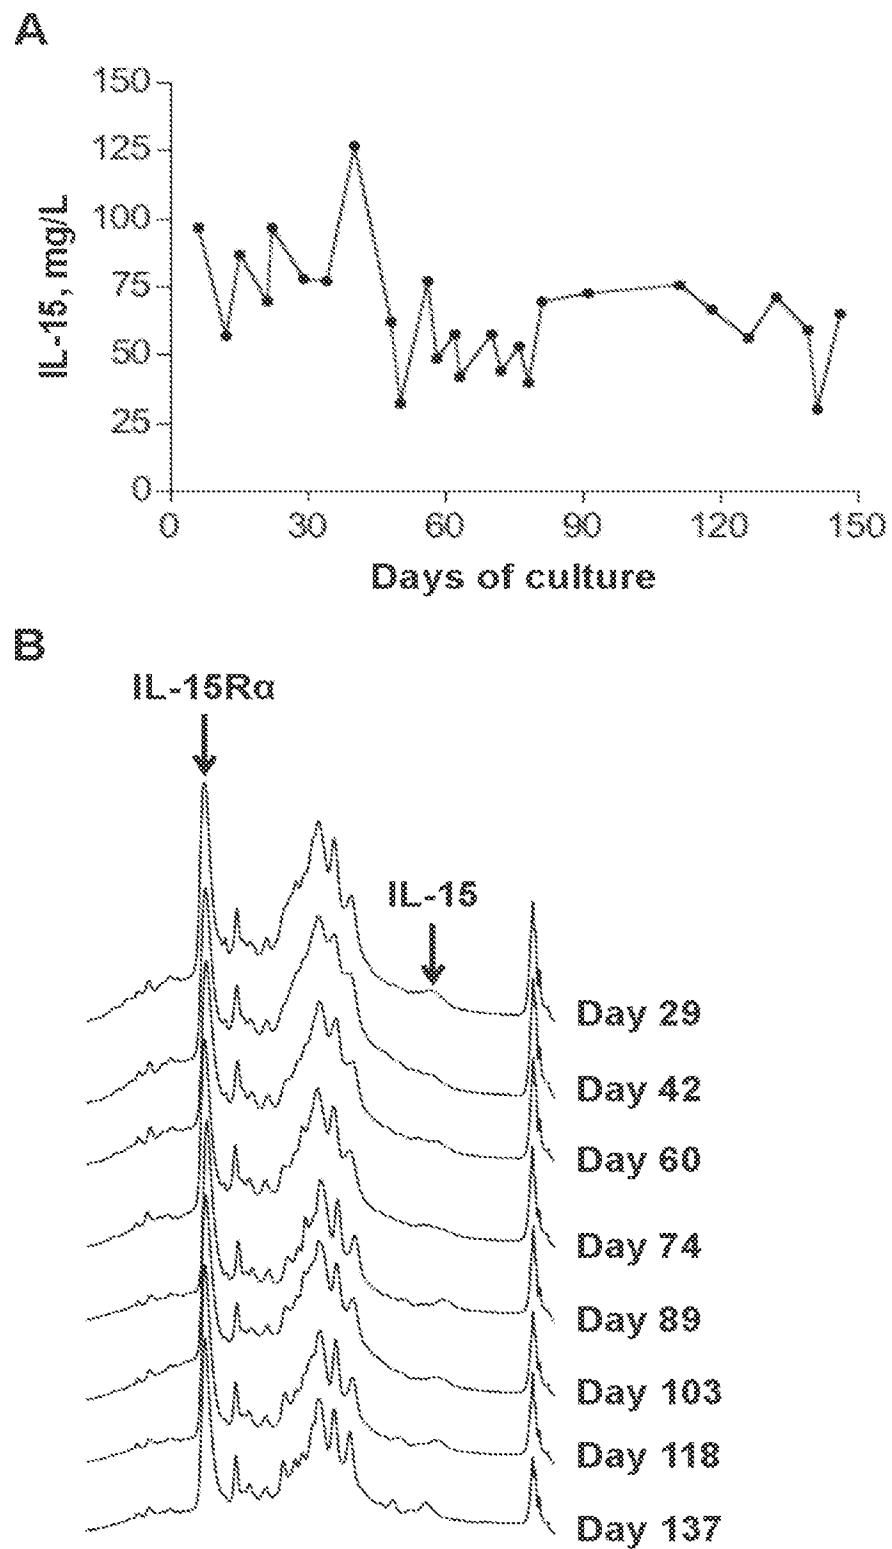 A
150
125
100
75
50
25
0
IL-15, mg/L
0 30 60 90 120 150
Days of culture
B
IL-15Rα
IL-15
Day 29
Day 42
Day 60
Day 74
Day 89
Day 103
Day 118
Day 137